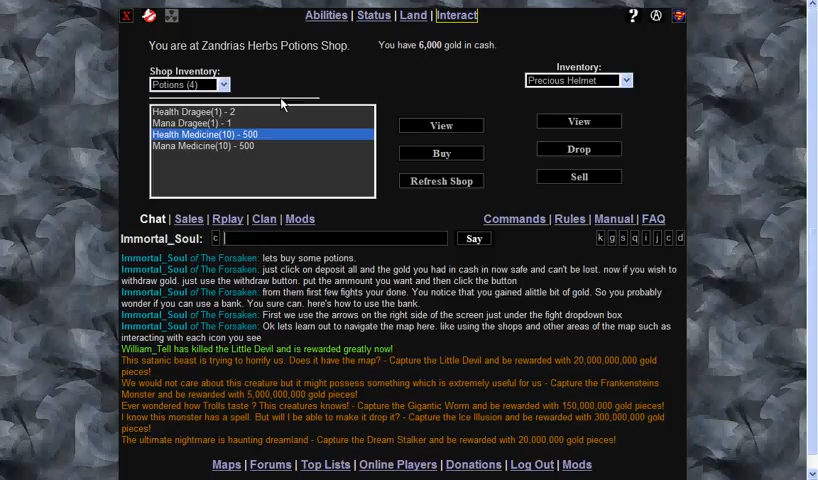 X Abilities | Status | Land | Interact ?
You are at Zandrias Herbs Potions Shop. You have 6,000 gold in cash.
Shop Inventory: Inventory:
Potions (4) Precious Helmet
Health Dragee(1) - 2
Mana Dragee(1) - 1
Health Medicine(10) - 500
Mana Medicine(10) - 500
View View
Buy Drop
Refresh Shop Sell
Chat | Sales | Rplay | Clan | Mods Commands | Rules | Manual | FAQ
Immortal_Soul: c Say k g s q i j c d
Immortal_Soul of The Forsaken: lets buy some potions.
Immortal_Soul of The Forsaken: just click on deposit all and the gold you had in cash in now safe and can't be lost. now if you wish to
withdraw gold. just use the withdraw button. put the ammount you want and then click the button
Immortal_Soul of The Forsaken: from them first few fights your done. You notice that you gained alittle bit of gold. So you probably
wonder if you can use a bank. You sure can. here's how to use the bank.
Immortal_Soul of The Forsaken: First we use the arrows on the right side of the screen just under the fight dropdown box
Immortal_Soul of The Forsaken: Ok lets learn out to navigate the map here. like using the shops and other areas of the map such as
interacting with each icon you see
William_Tell has killed the Little Devil and is rewarded greatly now!
This satanic beast is trying to horrify us. Does it have the map? - Capture the Little Devil and be rewarded with 20,000,000,000 gold
pieces!
We would not care about this creature but it might possess something which is extremely useful for us - Capture the Frankensteins
Monster and be rewarded with 5,000,000,000 gold pieces!
Ever wondered how Trolls taste ? This creatures knows! - Capture the Gigantic Worm and be rewarded with 150,000,000 gold pieces!
I know this monster has a spell. But will I be able to make it drop it? - Capture the Ice Illusion and be rewarded with 300,000,000 gold
pieces!
The ultimate nightmare is haunting dreamland - Capture the Dream Stalker and be rewarded with 20,000,000 gold pieces!
Maps | Forums | Top Lists | Online Players | Donations | Log Out | Mods